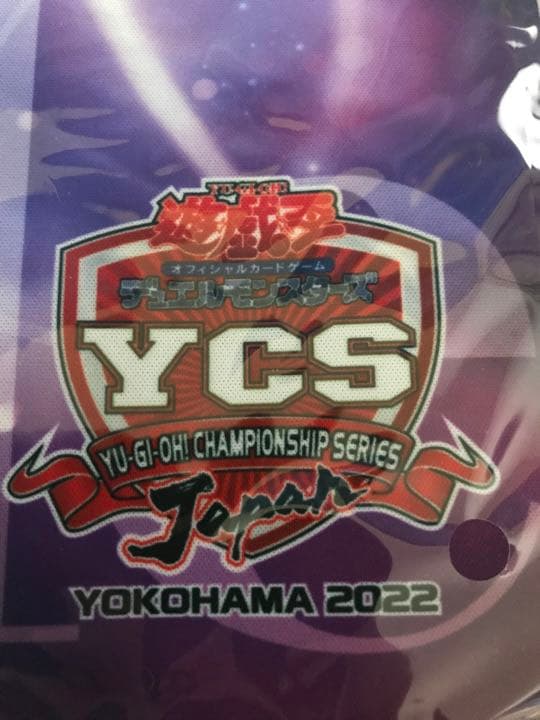 YU-GI-OH!
遊戯王
オフィシャルカードゲーム
デュエルモンスターズ
YCS
YU-GI-OH! CHAMPIONSHIP SERIES
Japan
YOKOHAMA 2022